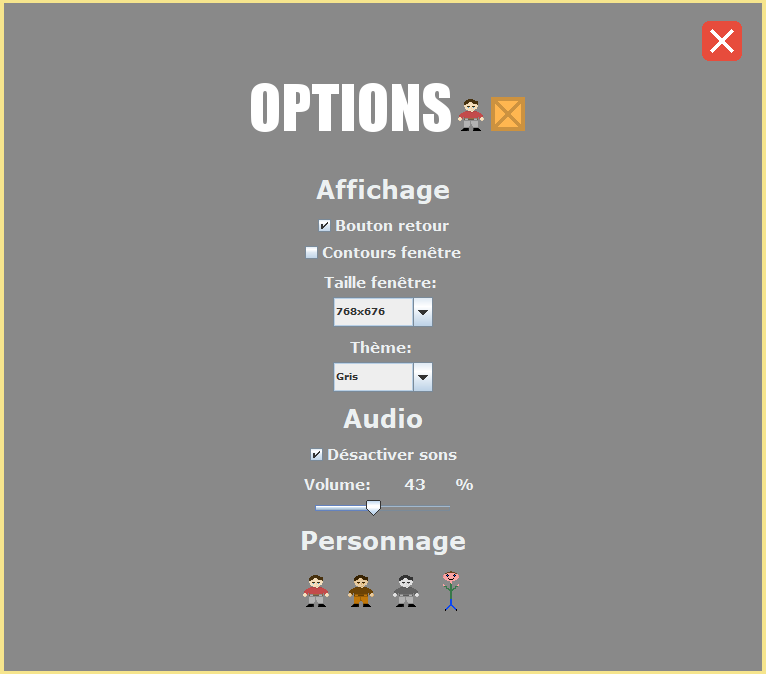 OPTIONS
Affichage
Bouton retour
Contours fenêtre
Taille fenêtre:
768x676
Thème:
Gris
Audio
Désactiver sons
Volume: 43 %
Personnage